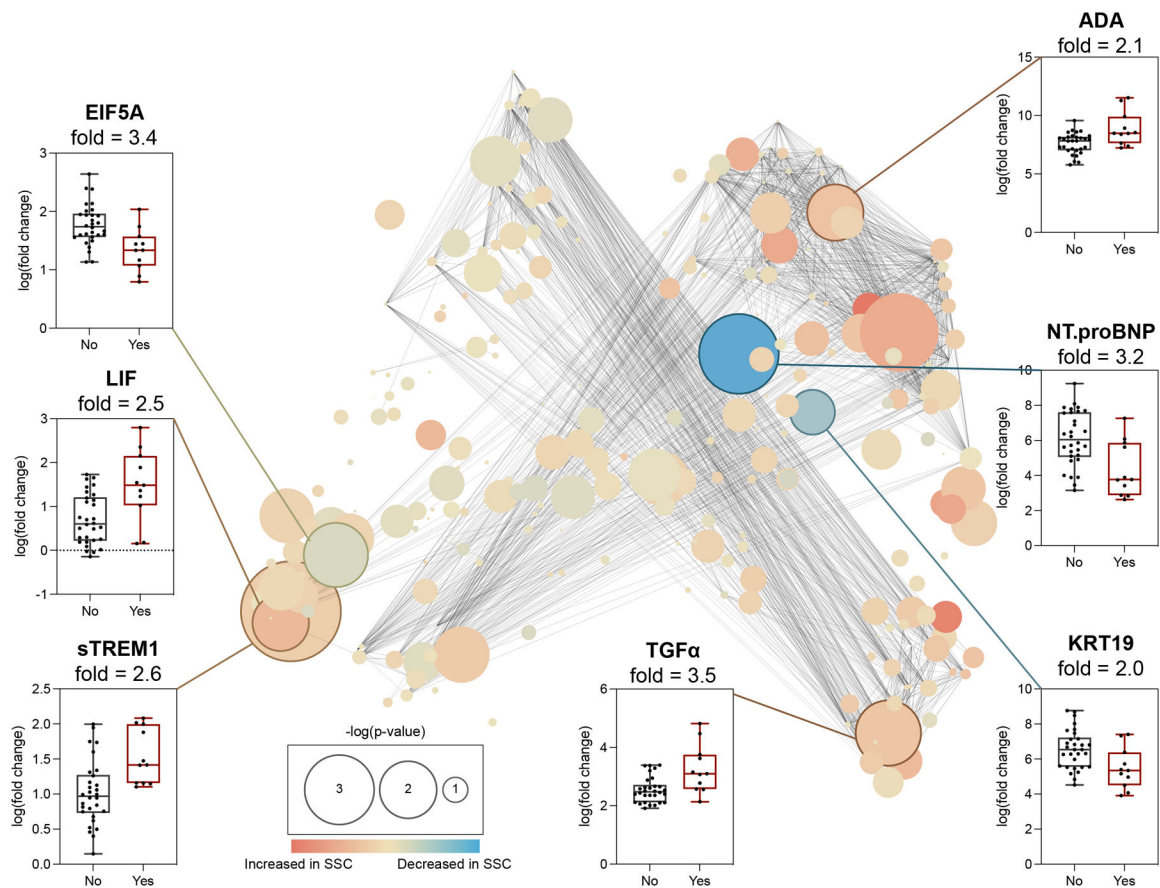 ADA
fold = 2.1
15
10
5
0
log(fold change)
No Yes
EIF5A
fold = 3.4
3
2
1
0
log(fold change)
No Yes
NT.proBNP
fold = 3.2
10
8
6
4
2
0
log(fold change)
No Yes
LIF
fold = 2.5
3
2
1
0
-1
log(fold change)
No Yes
sTREM1
fold = 2.6
2.5
2.0
1.5
1.0
0.5
0.0
log(fold change)
No Yes
-log(p-value)
3 2 1
Increased in SSC Decreased in SSC
TGFα
fold = 3.5
6
4
2
0
log(fold change)
No Yes
KRT19
fold = 2.0
10
8
6
4
2
0
log(fold change)
No Yes